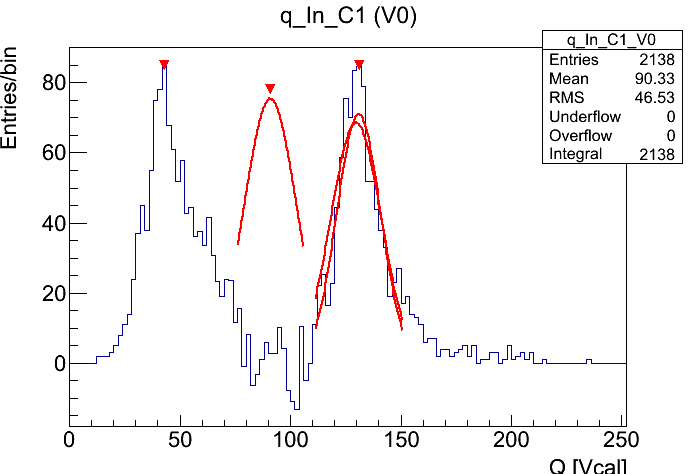 q_In_C1 (V0)
q_In_C1_V0
Entries 2138
Mean 90.33
RMS 46.53
Underflow 0
Overflow 0
Integral 2138
Entries/bin
80
60
40
20
0
0 50 100 150 200 250
Q [Vcal]